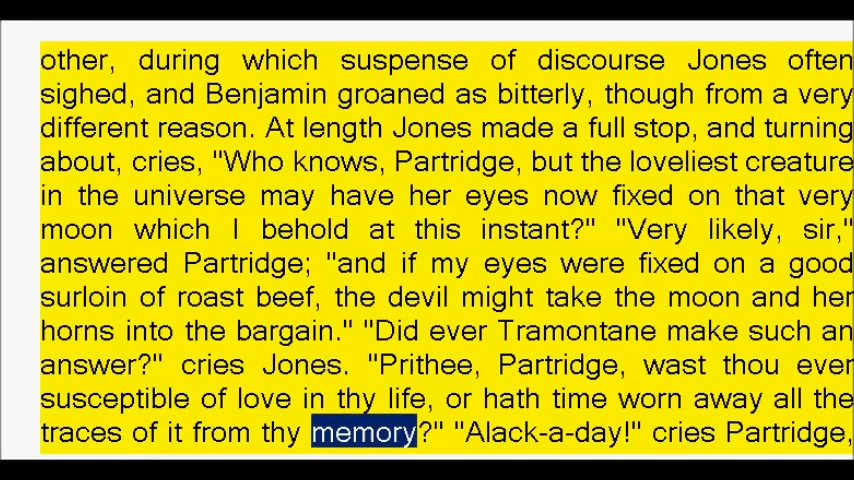 other, during which suspense of discourse Jones often
sighed, and Benjamin groaned as bitterly, though from a very
different reason. At length Jones made a full stop, and turning
about, cries, "Who knows, Partridge, but the loveliest creature
in the universe may have her eyes now fixed on that very
moon which I behold at this instant?" "Very likely, sir,"
answered Partridge; "and if my eyes were fixed on a good
surloin of roast beef, the devil might take the moon and her
horns into the bargain." "Did ever Tramontane make such an
answer?" cries Jones. "Prithee, Partridge, wast thou ever
susceptible of love in thy life, or hath time worn away all the
traces of it from thy memory?" "Alack-a-day!" cries Partridge,